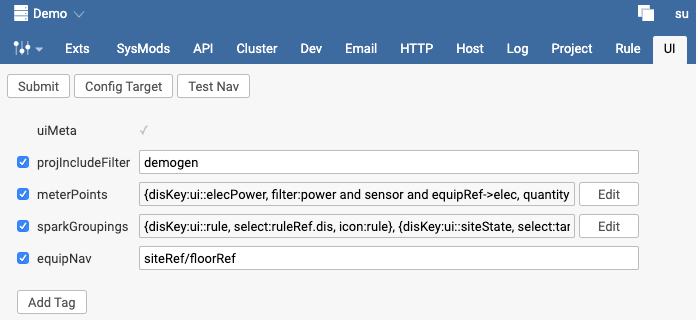 Demo su
Exts SysMods API Cluster Dev Email HTTP Host Log Project Rule UI
Submit Config Target Test Nav
uiMeta ✓
projIncludeFilter demogen
meterPoints {disKey:ui::elecPower, filter:power and sensor and equipRef->elec, quantity Edit
sparkGroupings {disKey:ui::rule, select:ruleRef.dis, icon:rule}, {disKey:ui::siteState, select:tar Edit
equipNav siteRef/floorRef
Add Tag